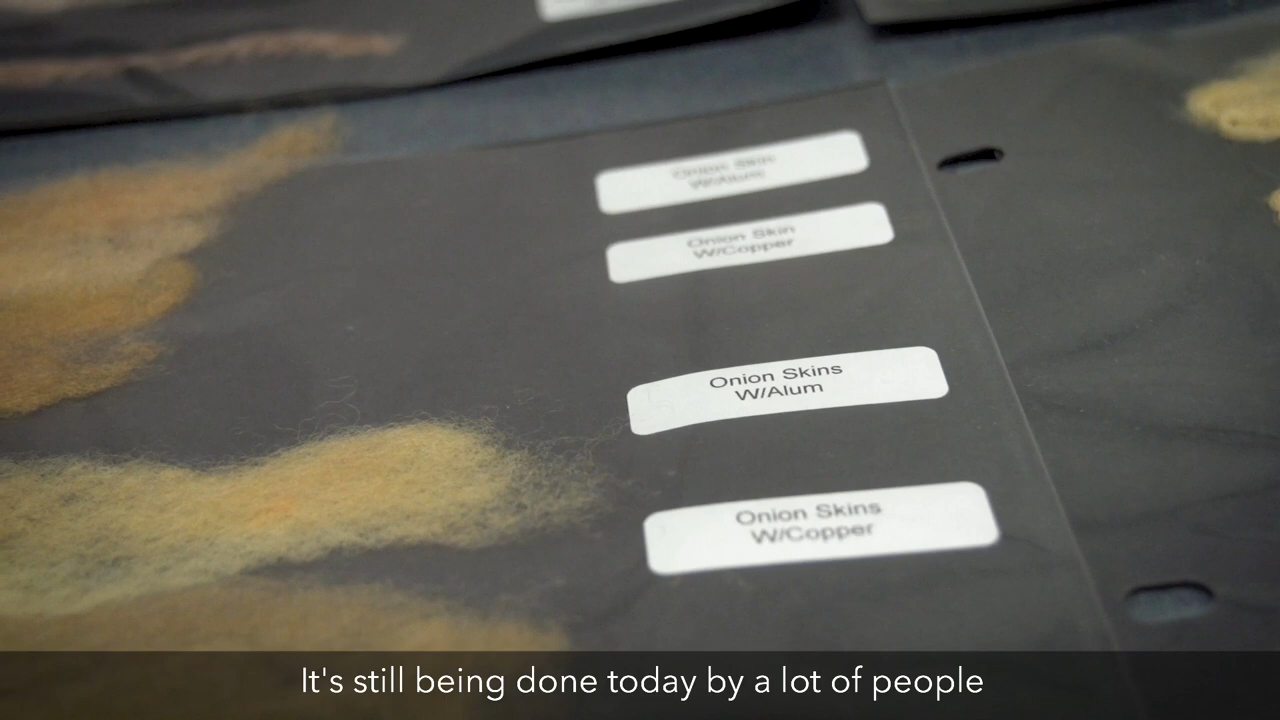 Onion Skin
W/Alum
Onion Skin
W/Copper
Onion Skins
W/Alum
Onion Skins
W/Copper
It's still being done today by a lot of people